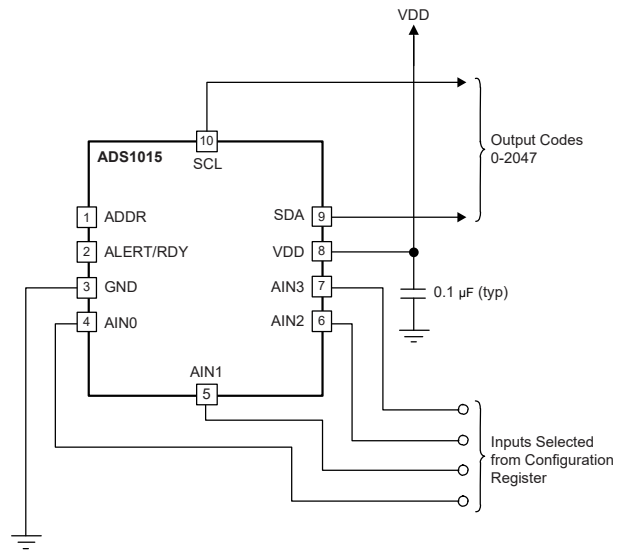 VDD
10
ADS1015
SCL
Output Codes
0-2047
1 ADDR
SDA 9
2 ALERT/RDY
VDD 8
3 GND
AIN3 7
0.1 µF (typ)
4 AIN0
AIN2 6
AIN1
5
Inputs Selected
from Configuration
Register